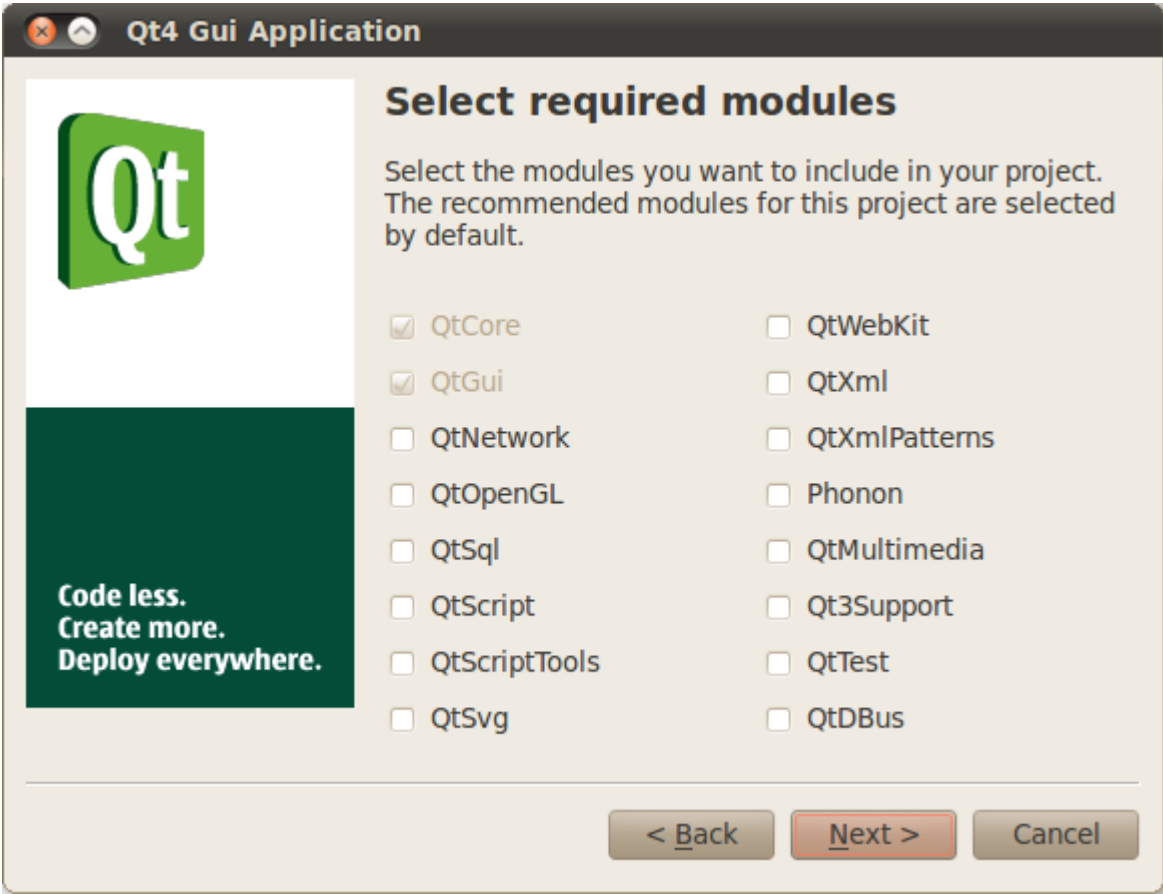 Qt4 Gui Application
Qt
Code less.
Create more.
Deploy everywhere.
Select required modules
Select the modules you want to include in your project.
The recommended modules for this project are selected
by default.
QtCore
QtGui
QtNetwork
QtOpenGL
QtSql
QtScript
QtScriptTools
QtSvg
QtWebKit
QtXml
QtXmlPatterns
Phonon
QtMultimedia
Qt3Support
QtTest
QtDBus
< Back
Next >
Cancel